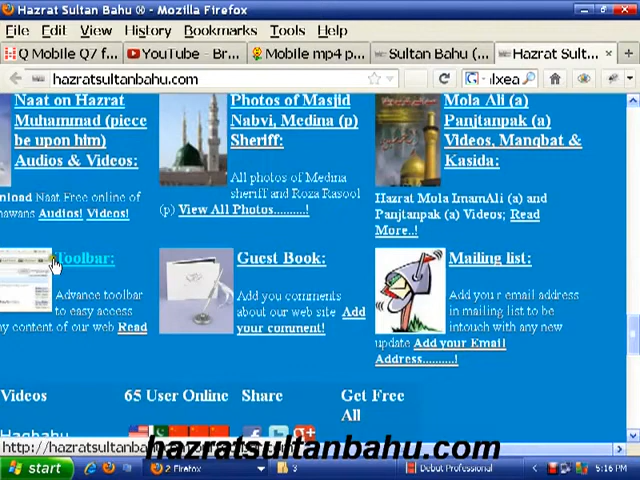 Hazrat Sultan Bahu ® - Mozilla Firefox
File Edit View History Bookmarks Tools Help
Q Mobile Q7 f...
YouTube - Br...
Mobile mp4 p...
Sultan Bahu (...
Hazrat Sult...
hazratsultanbahu.com
Naat on Hazrat
Muhammad (piece
be upon him)
Audios & Videos:
Naat Free online of
Audios! Videos!
Photos of Masjid
Nabvi, Medina (p)
Sheriff:
All photos of Medina
sheriff and Roza Rasool
(p) View All Photos..........!
Mola Ali (a)
Panjtanpak (a)
Videos, Manqbat &
Kasida:
Hazrat Mola ImamAli (a) and
Panjtanpak (a) Videos; Read
More..!
Toolbar:
Advance toolbar
to easy access
content of our web Read
Guest Book:
Add you comments
about our web site Add
your comment!
Mailing list:
Add your email address
in mailing list to be
intouch with any new
update Add your Email
Address..........!
Videos
65 User Online
Share
Get Free
All
hazratsultanbahu.com
start
2 Firefox
3
Debut Professional
5:16 PM